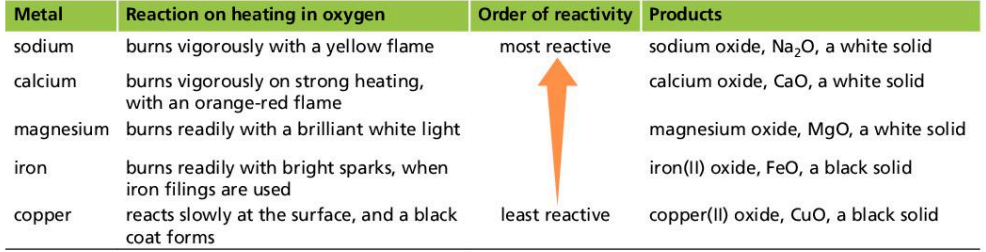 Metal Reaction on heating in oxygen Order of reactivity Products
sodium burns vigorously with a yellow flame most reactive sodium oxide, Na₂O, a white solid
calcium burns vigorously on strong heating, calcium oxide, CaO, a white solid
with an orange-red flame
magnesium burns readily with a brilliant white light magnesium oxide, MgO, a white solid
iron burns readily with bright sparks, when iron(II) oxide, FeO, a black solid
iron filings are used
copper reacts slowly at the surface, and a black least reactive copper(II) oxide, CuO, a black solid
coat forms